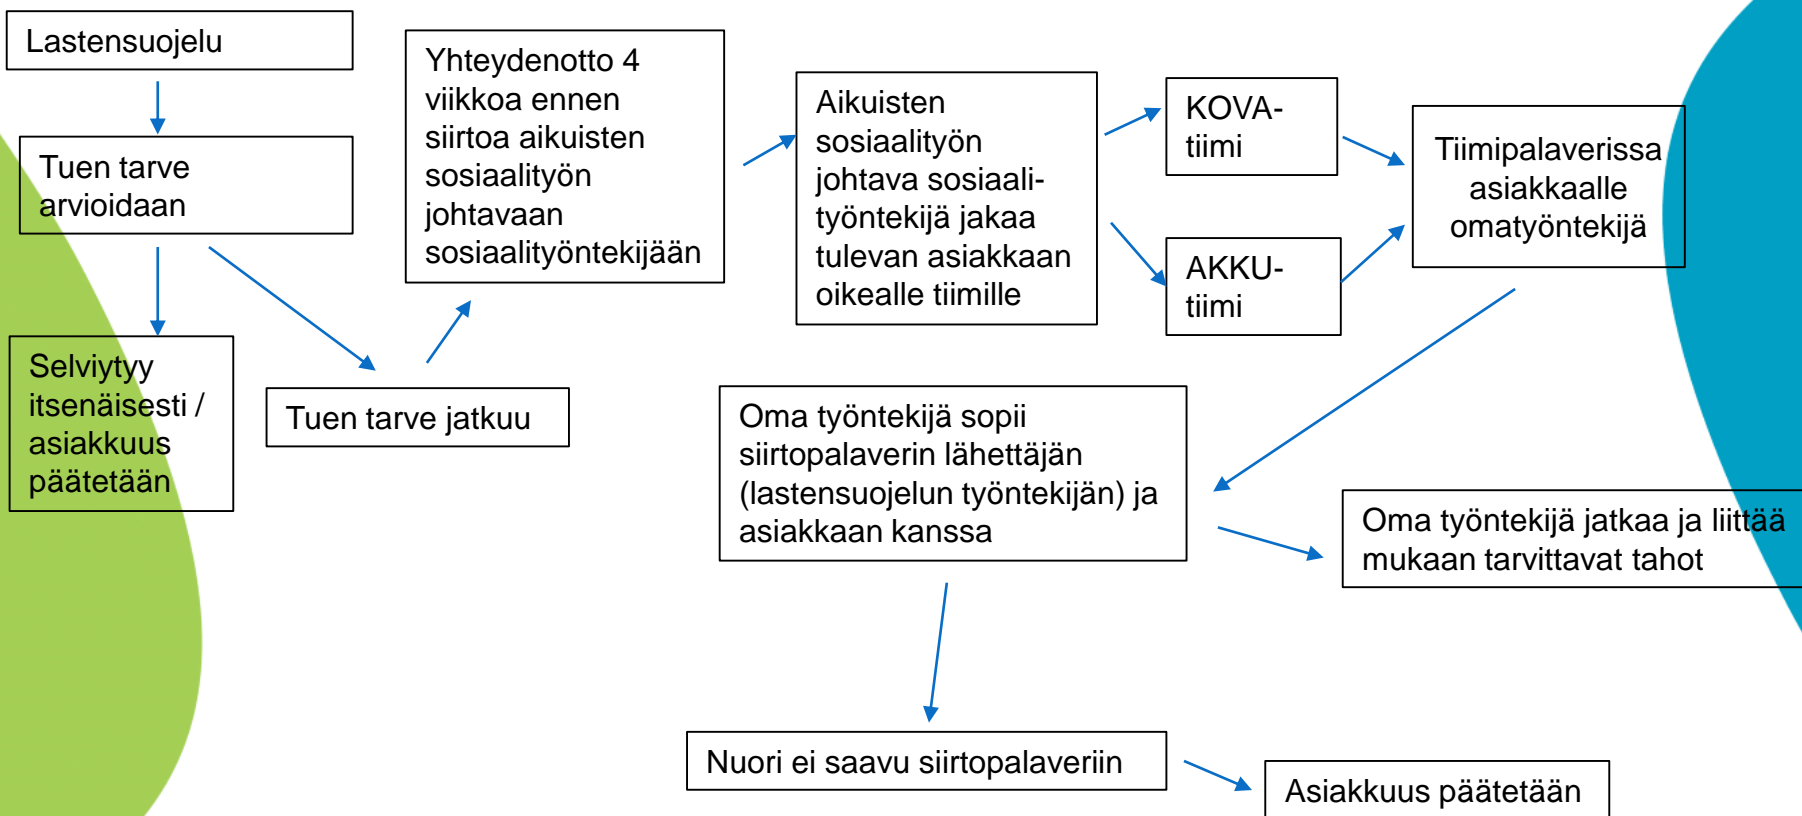 Lastensuojelu
Tuen tarve
arvioidaan
Selviytyy
itsenäisesti /
asiakkuus
päätetään
Tuen tarve jatkuu
Yhteydenotto 4
viikkoa ennen
siirtoa aikuisten
sosiaalityön
johtavaan
sosiaalityöntekijään
Aikuisten
sosiaalityön
johtava sosiaali-
työntekijä jakaa
tulevan asiakkaan
oikealle tiimille
KOVA-
tiimi
AKKU-
tiimi
Tiimipalaverissa
asiakkaalle
omatyöntekijä
Oma työntekijä sopii
siirtopalaverin lähettäjän
(lastensuojelun työntekijän) ja
asiakkaan kanssa
Oma työntekijä jatkaa ja liittää
mukaan tarvittavat tahot
Nuori ei saavu siirtopalaveriin
Asiakkuus päätetään